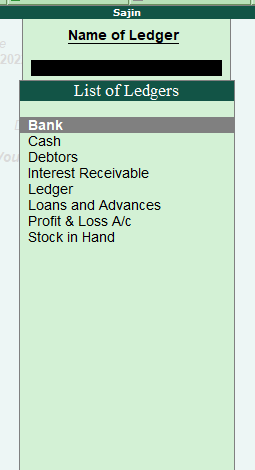 Sajin
Name of Ledger
List of Ledgers
Bank
Cash
Debtors
Interest Receivable
Ledger
Loans and Advances
Profit & Loss A/c
Stock in Hand